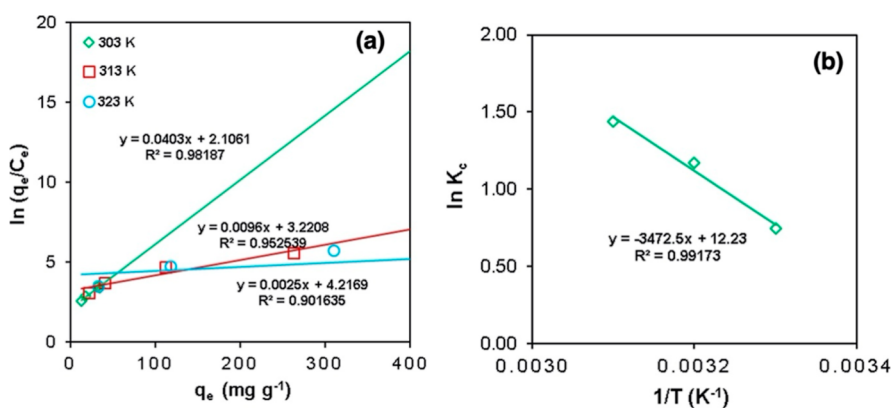 (a)
20
15
10
5
0
303 K
313 K
323 K
y = 0.0403x + 2.1061
R² = 0.98187
y = 0.0096x + 3.2208
R² = 0.952539
y = 0.0025x + 4.2169
R² = 0.901635
0 100 200 300 400
ln (qₑ/Cₑ)
qₑ (mg g⁻¹)
(b)
2.00
1.50
1.00
0.50
0.00
y = -3472.5x + 12.23
R² = 0.99173
0.0030 0.0032 0.0034
ln K꜀
1/T (K⁻¹)